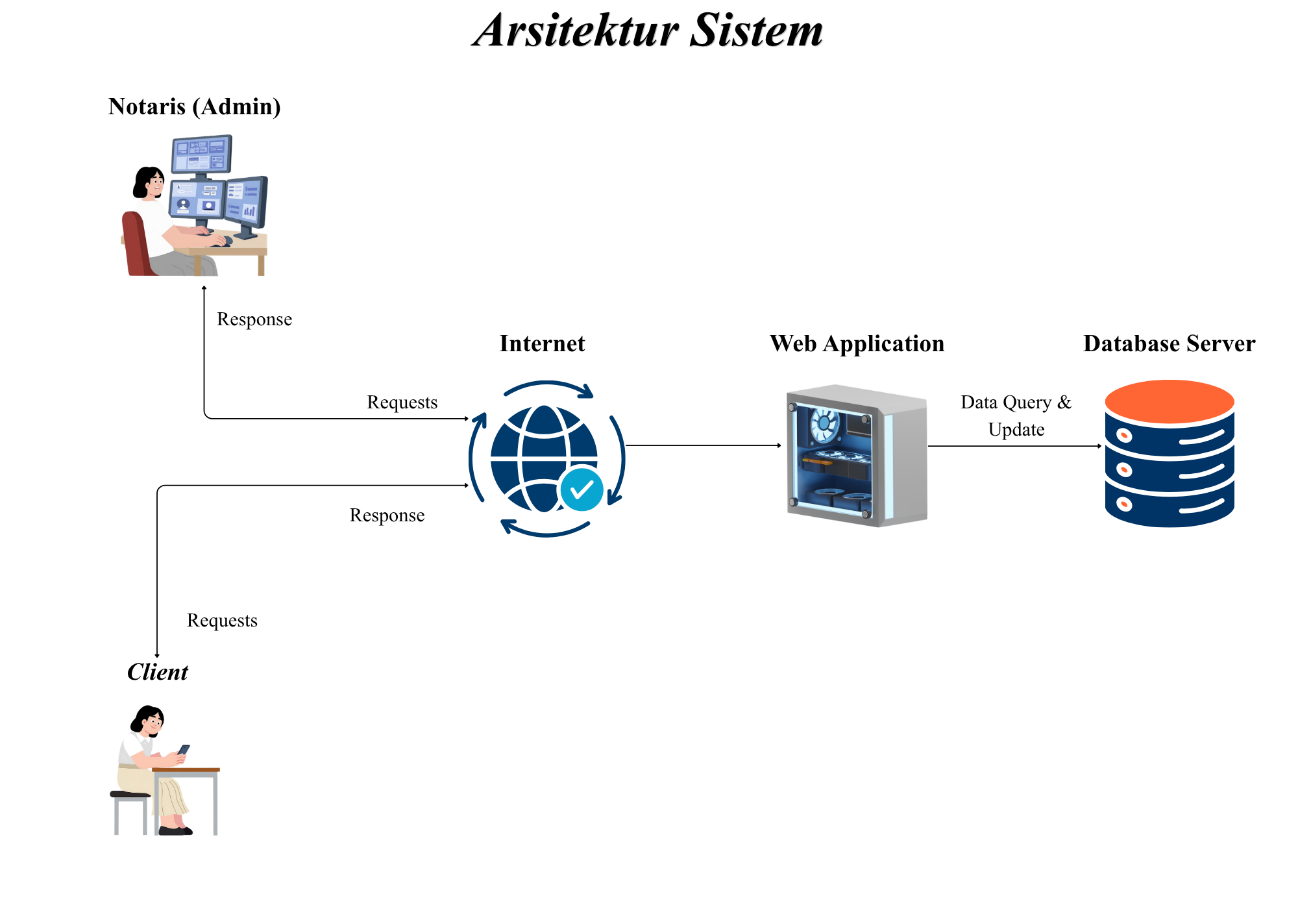 Arsitektur Sistem
Notaris (Admin)
Response
Requests
Internet
Web Application
Database Server
Data Query &
Update
Response
Requests
Client